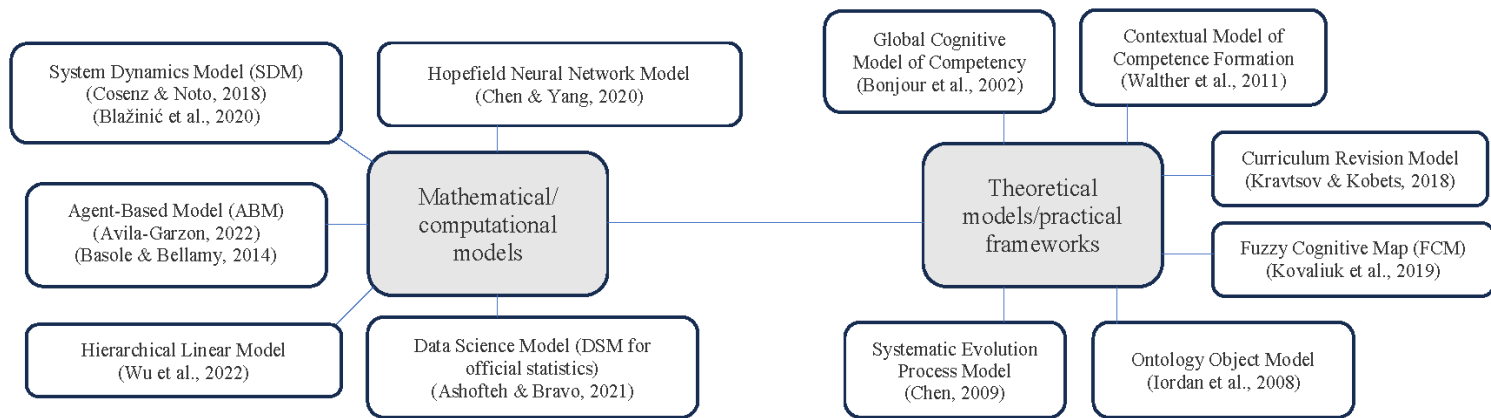 System Dynamics Model (SDM)
(Cosenz & Noto, 2018)
Blažinić et al., 2020)
Hopefield Neural Network Model
(Chen & Yang, 2020)
Agent-Based Model (ABM)
(Avila-Garzon, 2022)
(Basole & Bellamy, 2014)
Mathematical/
computational
models
Hierarchical Linear Model
(Wu et al., 2022)
Data Science Model (DSM for
official statistics)
(Ashofteh & Bravo, 2021)
Global Cognitive
Model of Competency
(Bonjour et al., 2002)
Contextual Model of
Competence Formation
(Walther et al., 2011)
Theoretical
models/practical
frameworks
Curriculum Revision Model
(Kravtsov & Kobets, 2018)
Fuzzy Cognitive Map (FCM)
(Kovaliuk et al., 2019)
Systematic Evolution
Process Model
(Chen, 2009)
Ontology Object Model
(Iordan et al., 2008)